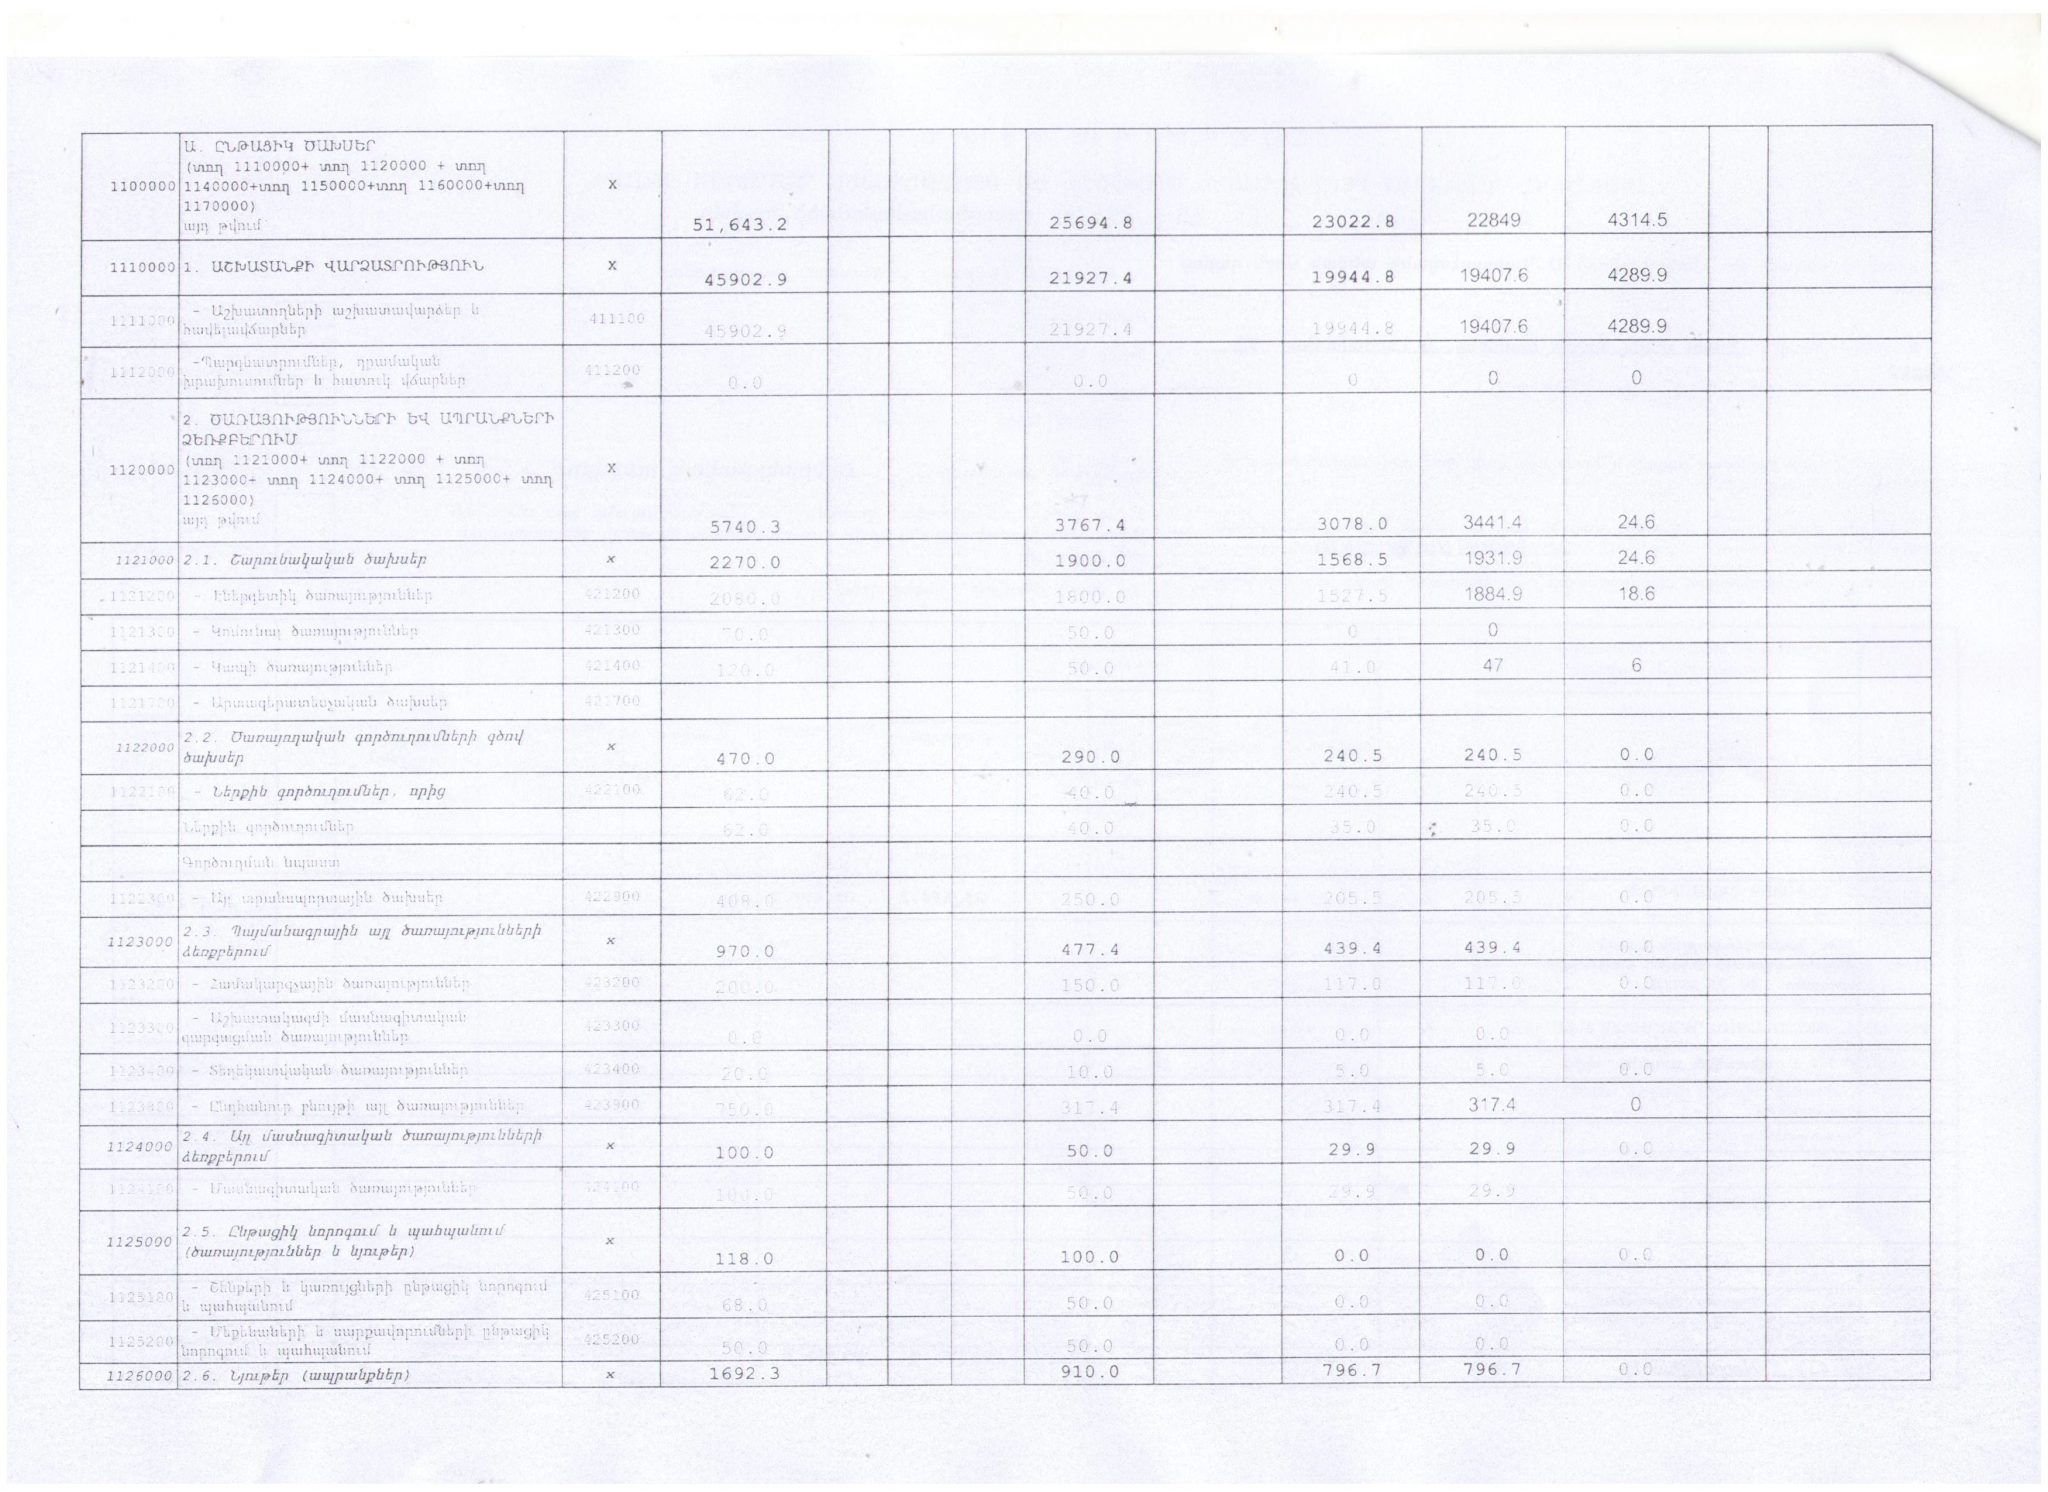 Ա. ԸՆԹԱՑԻԿ ԾԱԽՍԵՐ
(տող 1110000+ տող 1120000 + տող
1100000 1140000+տող 1150000+տող 1160000+տող X
1170000)
այդ թվում 51,643.2 25694.8 23022.8 22849 4314.5
1110000 1. ԱՇԽԱՏԱՆՔԻ ՎԱՐՁԱՏՐՈՒԹՅՈՒՆ X 45902.9 21927.4 19944.8 19407.6 4289.9
- Աշխատողների աշխատավարձեր և
1111000 հավելավճարներ 411100 45902.9 21927.4 19944.8 19407.6 4289.9
-Պարգևատրումներ, դրամական
1112000 խրախուսումներ և հատուկ վճարներ 411200 0.0 0.0 0 0 0
2. ԾԱՌԱՅՈՒԹՅՈՒՆՆԵՐԻ ԵՎ ԱՊՐԱՆՔՆԵՐԻ
ՁԵՌՔԲԵՐՈՒՄ
1120000 (տող 1121000+ տող 1122000 + տող X
1123000+ տող 1124000+ տող 1125000+ տող
1126000)
այդ թվում 5740.3 3767.4 3078.0 3441.4 24.6
1121000 2.1. Շարունակական ծախսեր x 2270.0 1900.0 1568.5 1931.9 24.6
1121200 - Էներգետիկ ծառայություններ 421200 2080.0 1800.0 1527.5 1884.9 18.6
1121300 - Կոմունալ ծառայություններ 421300 70.0 50.0 0 0
1121400 - Կապի ծառայություններ 421400 120.0 50.0 41.0 47 6
1121700 - Արտագերատեսչական ծախսեր 421700
2.2. Ծառայողական գործուղումների գծով
1122000 ծախսեր x 470.0 290.0 240.5 240.5 0.0
1122100 - Ներքին գործուղումներ, որից 422100 62.0 40.0 240.5 240.5 0.0
Ներքին գործուղումներ 62.0 40.0 35.0 35.0 0.0
Գործուղման նպաստ
1122300 - Այլ տրանսպորտային ծախսեր 422900 408.0 250.0 205.5 205.5 0.0
2.3. Պայմանագրային այլ ծառայությունների
1123000 ձեռքբերում x 970.0 477.4 439.4 439.4 0.0
1123200 - Համակարգչային ծառայություններ 423200 200.0 150.0 117.0 117.0 0.0
- Աշխատակազմի մասնագիտական
1123300 զարգացման ծառայություններ 423300 0.0 0.0 0.0 0.0
1123400 - Տեղեկատվական ծառայություններ 423400 20.0 10.0 5.0 5.0 0.0
1123800 - Ընդհանուր բնույթի այլ ծառայություններ 423900 750.0 317.4 317.4 317.4 0
2.4. Այլ մասնագիտական ծառայությունների
1124000 ձեռքբերում x 100.0 50.0 29.9 29.9 0.0
1124100 - Մասնագիտական ծառայություններ 424100 100.0 50.0 29.9 29.9
2.5. Ընթացիկ նորոգում և պահպանում
1125000 (ծառայություններ և նյութեր) x 118.0 100.0 0.0 0.0 0.0
- Շենքերի և կառույցների ընթացիկ նորոգում
1125100 և պահպանում 425100 68.0 50.0 0.0 0.0
- Մեքենաների և սարքավորումների ընթացիկ
1125200 նորոգում և պահպանում 425200 50.0 50.0 0.0 0.0
1126000 2.6. Նյութեր (ապրանքներ) x 1692.3 910.0 796.7 796.7 0.0